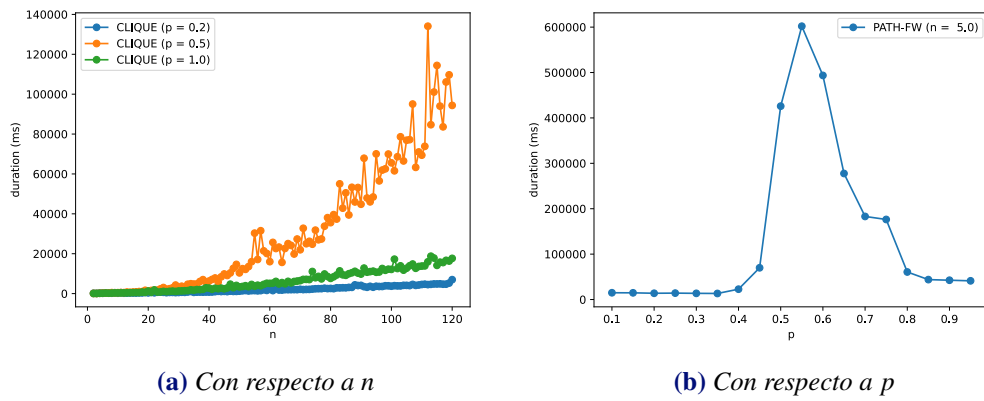 CLIQUE (p = 0.2)
CLIQUE (p = 0.5)
CLIQUE (p = 1.0)
140000
120000
100000
80000
60000
40000
20000
0
duration (ms)
0 20 40 60 80 100 120
n
PATH-FW (n =  5.0)
600000
500000
400000
300000
200000
100000
0
duration (ms)
0.1 0.2 0.3 0.4 0.5 0.6 0.7 0.8 0.9
p
(a) Con respecto a n
(b) Con respecto a p